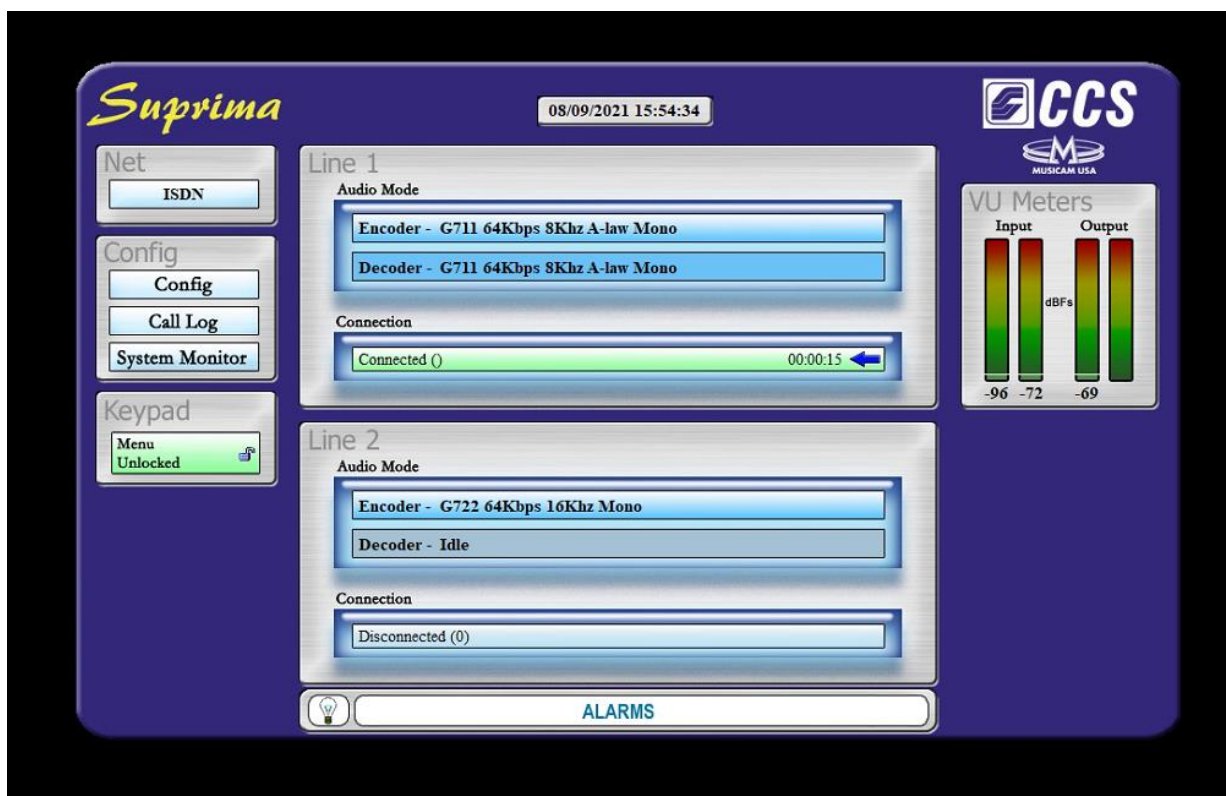 Suprima
08/09/2021 15:54:34
CCS
MUSICAM USA
Net
ISDN
Config
Config
Call Log
System Monitor
Keypad
Menu
Unlocked
Line 1
Audio Mode
Encoder - G711 64Kbps 8Khz A-law Mono
Decoder - G711 64Kbps 8Khz A-law Mono
Connection
Connected () 00:00:15
Line 2
Audio Mode
Encoder - G722 64Kbps 16Khz Mono
Decoder - Idle
Connection
Disconnected (0)
ALARMS
VU Meters
Input Output
dBFs
-96 -72 -69